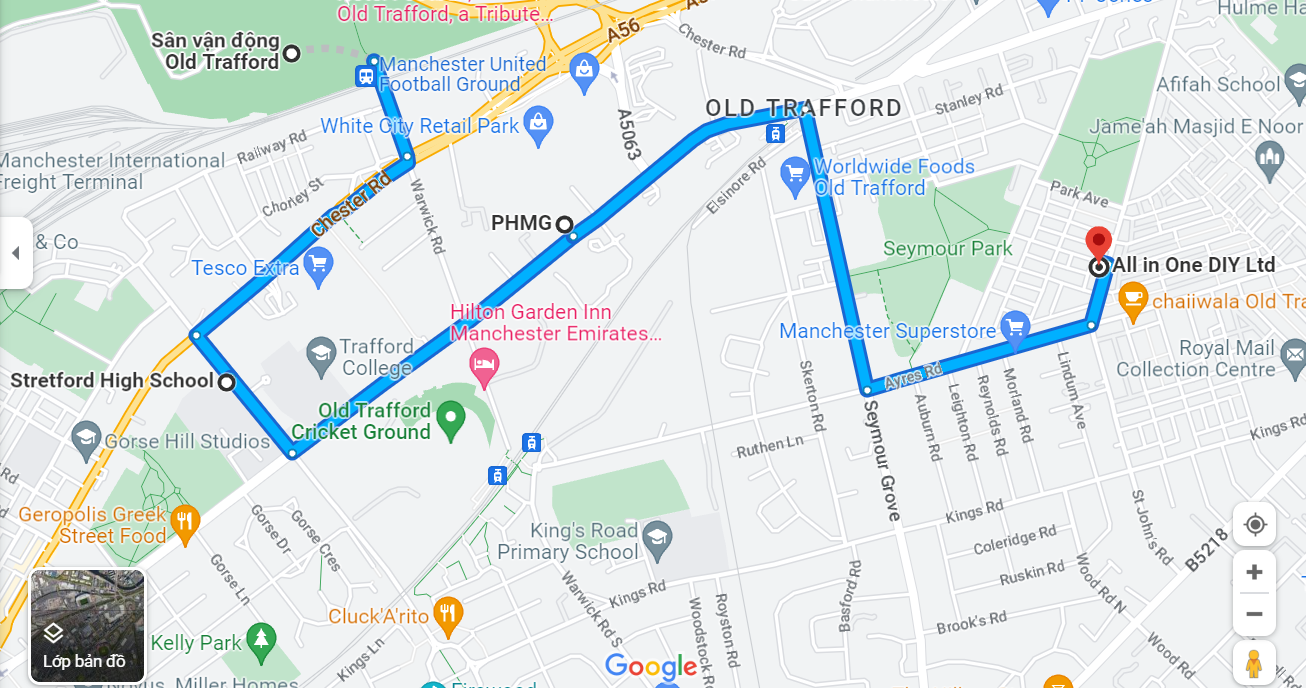 Old Trafford, a Tribute...
A56
Hulme Ha
Sân vận động
Old Trafford
Chester Rd
Manchester United
Football Ground
Afifah School
Stanley Rd
OLD TRAFFORD
White City Retail Park
A5063
Jame'ah Masjid E Noor
Railway Rd
Manchester International
Freight Terminal
Elsinore Rd
Worldwide Foods
Old Trafford
Chorley St
Chester Rd
Warwick Rd
Park Ave
PHMG
& Co
Seymour Park
Tesco Extra
All in One DIY Ltd
chaiiwala Old Tra
Hilton Garden Inn
Manchester Emirates...
Manchester Superstore
Trafford
College
Royal Mail
Collection Centre
Stretford High School
Ayres Rd
Skerton Rd
Lindum Ave
Morland Rd
Reynolds Rd
Leighton Rd
Auburn Rd
Old Trafford
Cricket Ground
Gorse Hill Studios
Seymour Grove
Ruthen Ln
Kings Rd
Rd
Geropolis Greek
Street Food
Gorse Dr
Gorse Cres
King's Road
Primary School
Kings Rd
St.John's Rd
B5218
Coleridge Rd
Ruskin Rd
Gorse Ln
Wood Rd N
Basford Rd
Kings Rd
Warwick Rd S
Woodstock R
Royston Rd
Brook's Rd
Cluck'A'rito
Kelly Park
Kings Ln
Wood Rd
Lớp bản đồ
Google